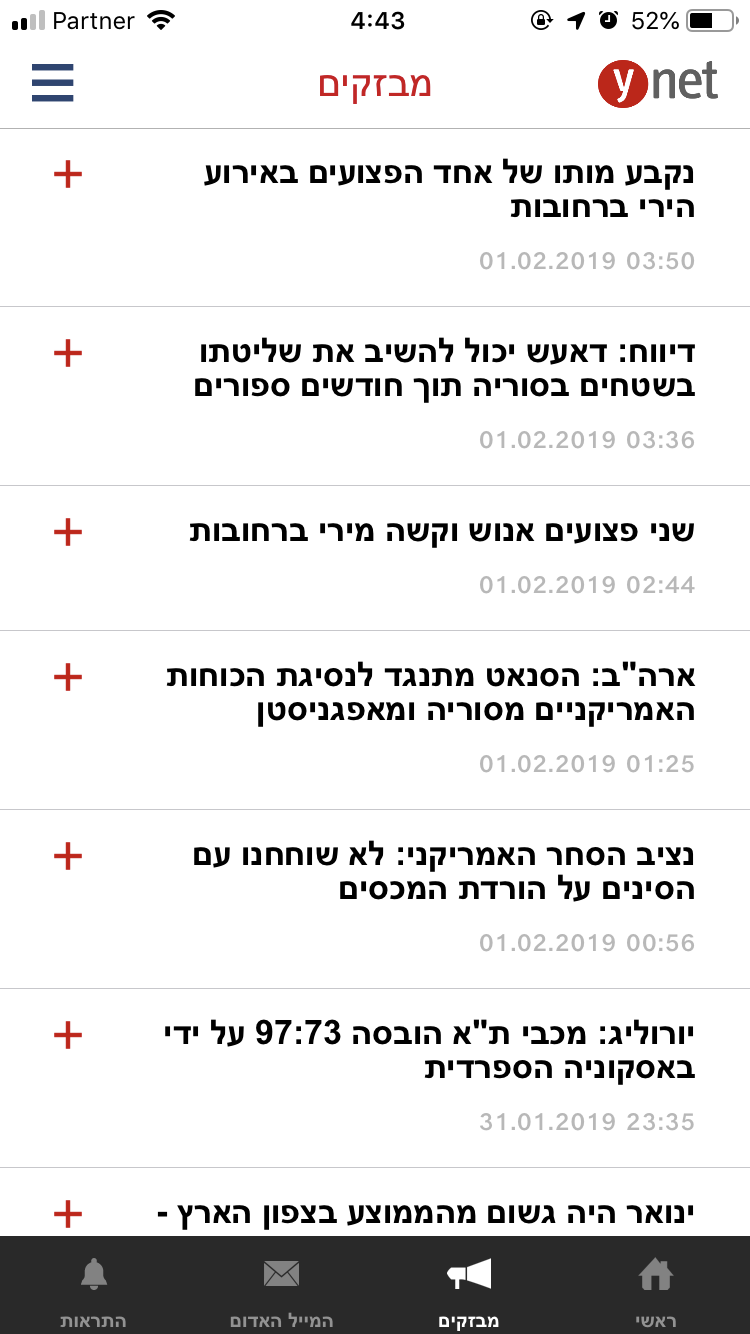 Partner 4:43 52%
ynet
מבזקים
נקבע מותו של אחד הפצועים באירוע
הירי ברחובות
01.02.2019 03:50
דיווח: דאעש יכול להשיב את שליטתו
בשטחים בסוריה תוך חודשים ספורים
01.02.2019 03:36
שני פצועים אנוש וקשה מירי ברחובות
01.02.2019 02:44
ארה"ב: הסנאט מתנגד לנסיגת הכוחות
האמריקניים מסוריה ומאפגניסטן
01.02.2019 01:25
נציב הסחר האמריקני: לא שוחחנו עם
הסינים על הורדת המכסים
01.02.2019 00:56
יורוליג: מכבי ת"א הובסה 97:73 על ידי
באסקוניה הספרדית
31.01.2019 23:35
ינואר היה גשום מהממוצע בצפון הארץ -
ראשי
מבזקים
המייל האדום
התראות